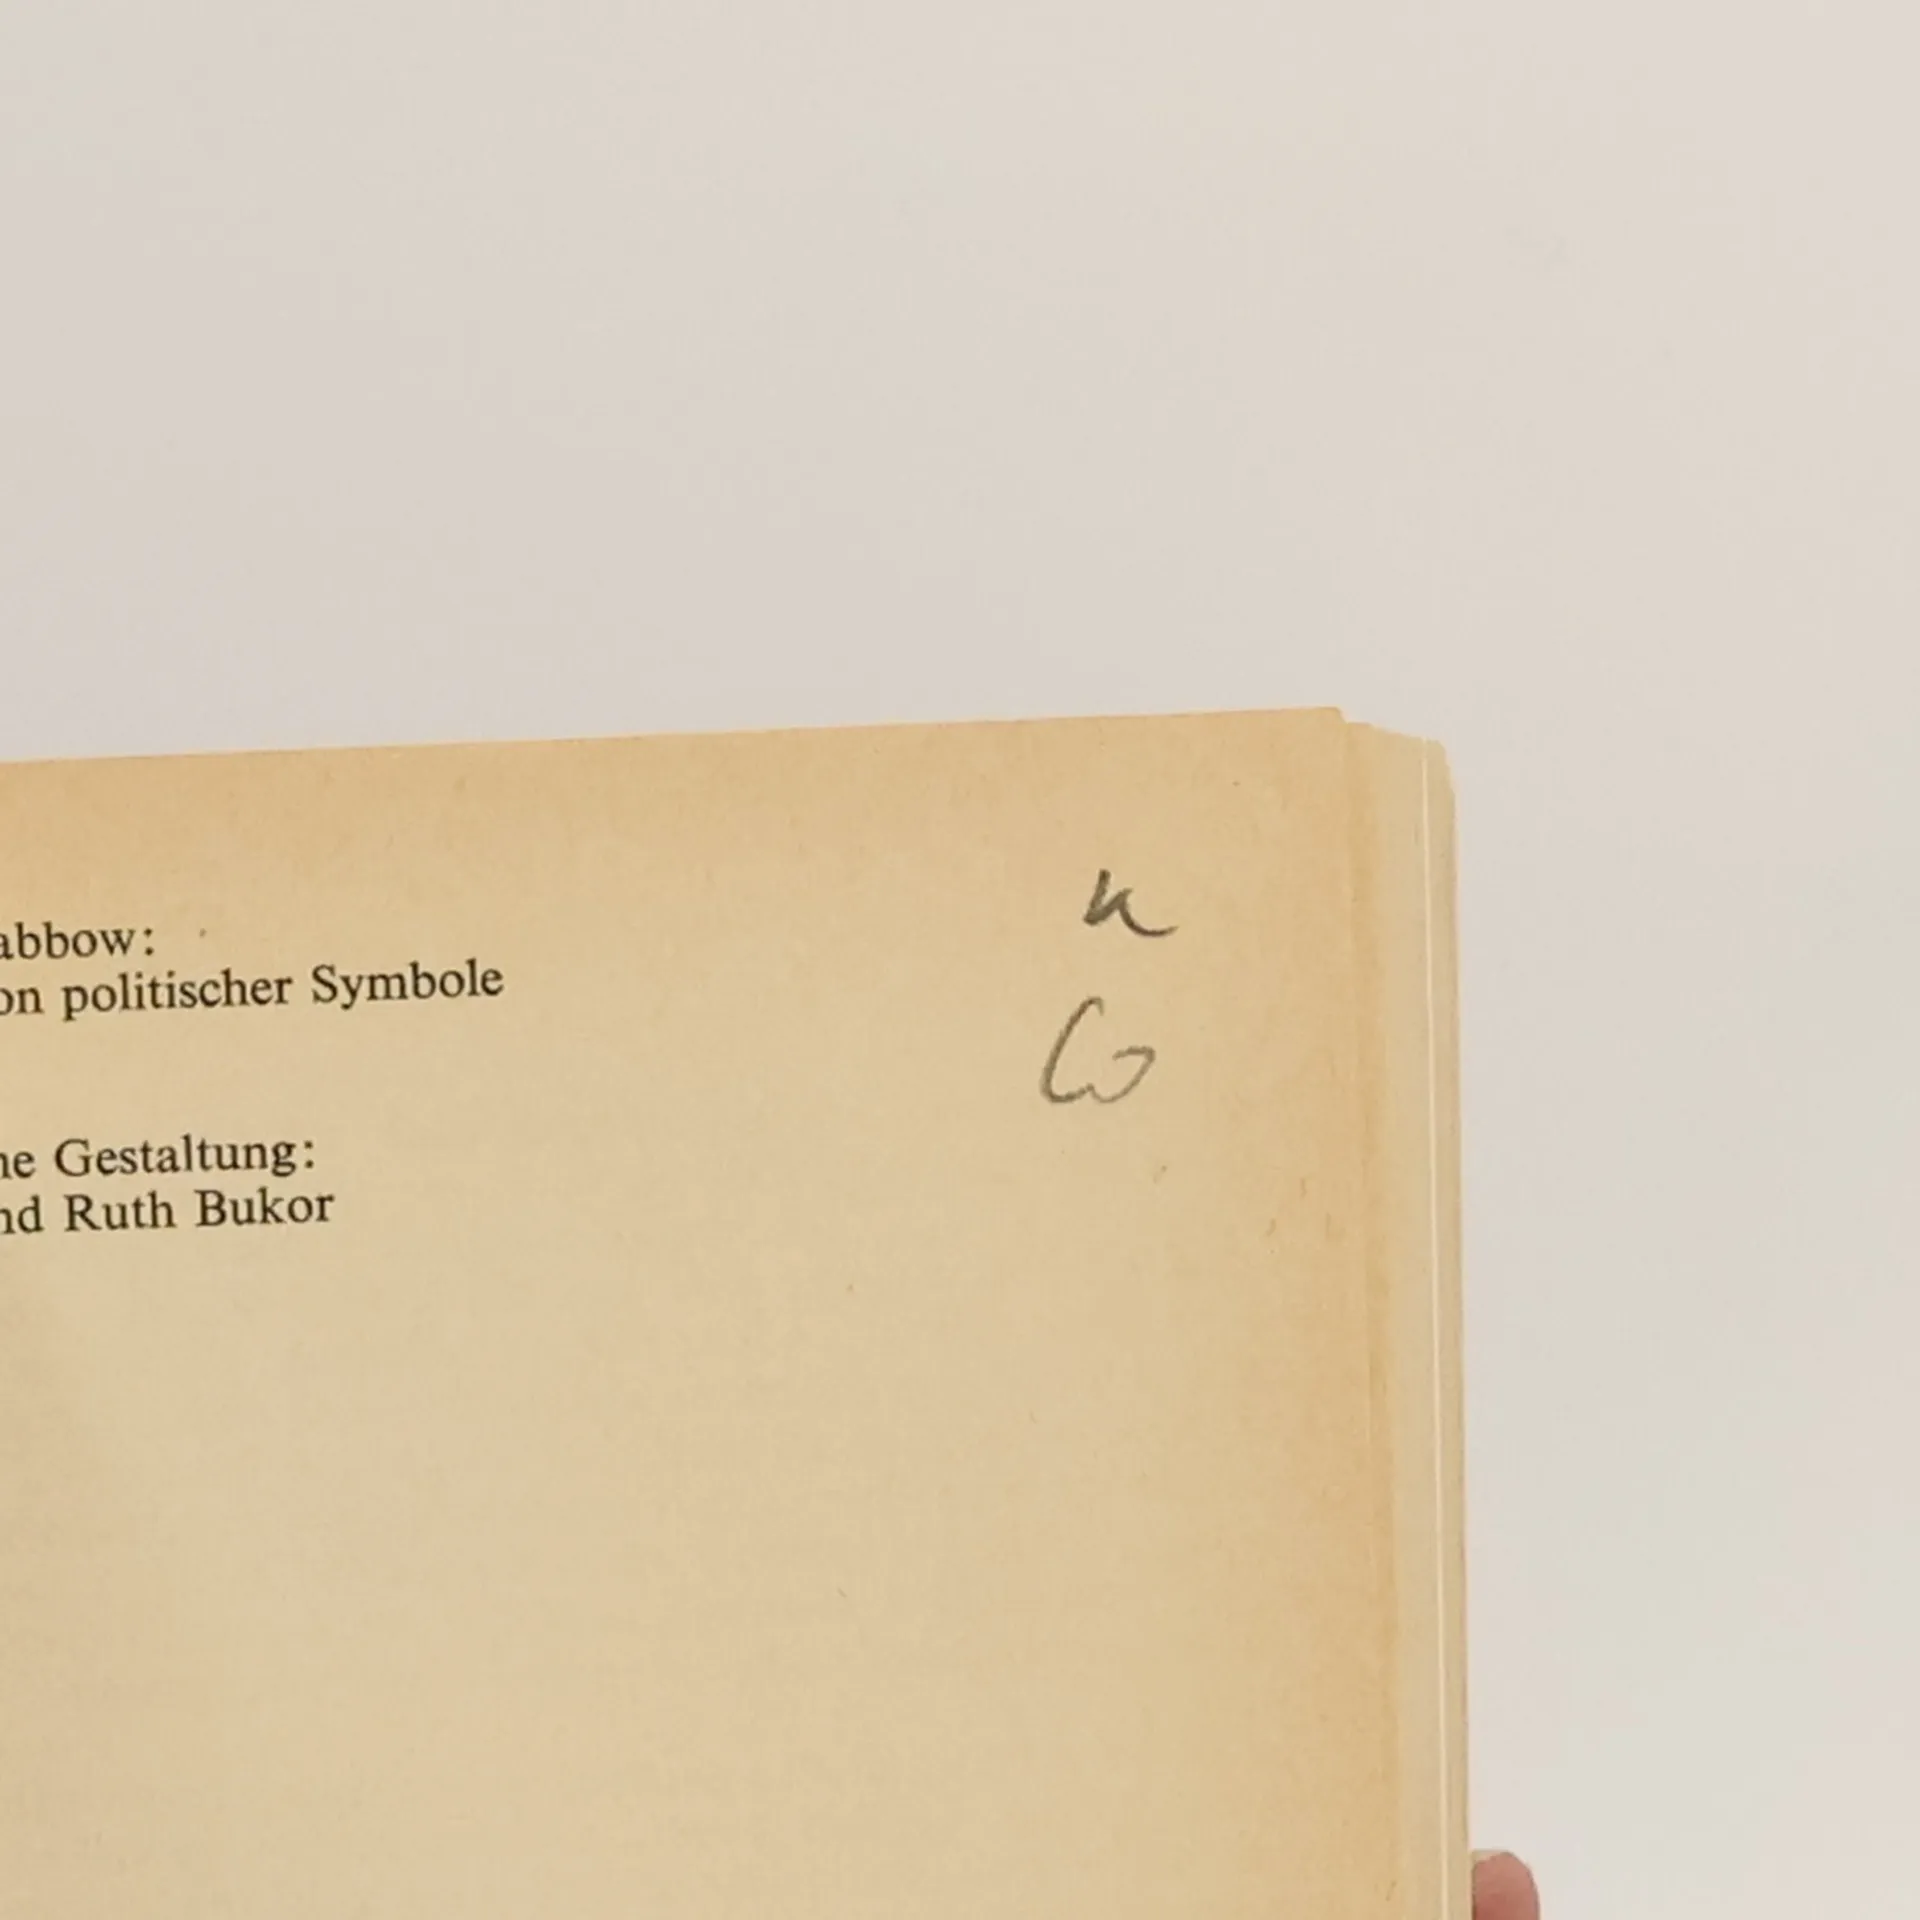 abbow:
on politischer Symbole
he Gestaltung:
nd Ruth Bukor